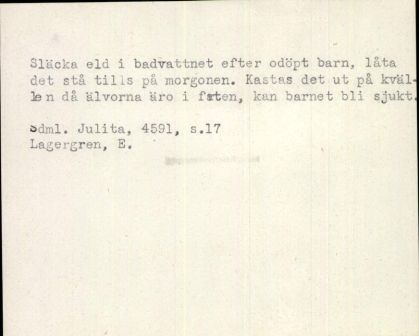 Släcka eld i badvattnet efter odöpt barn, låta
det stå tills på morgonen. Kastas det ut på kväl-
len då älvorna äro i farten, kan barnet bli sjukt.
Sdml. Julita, 4591, s.17
Lagergren, E.